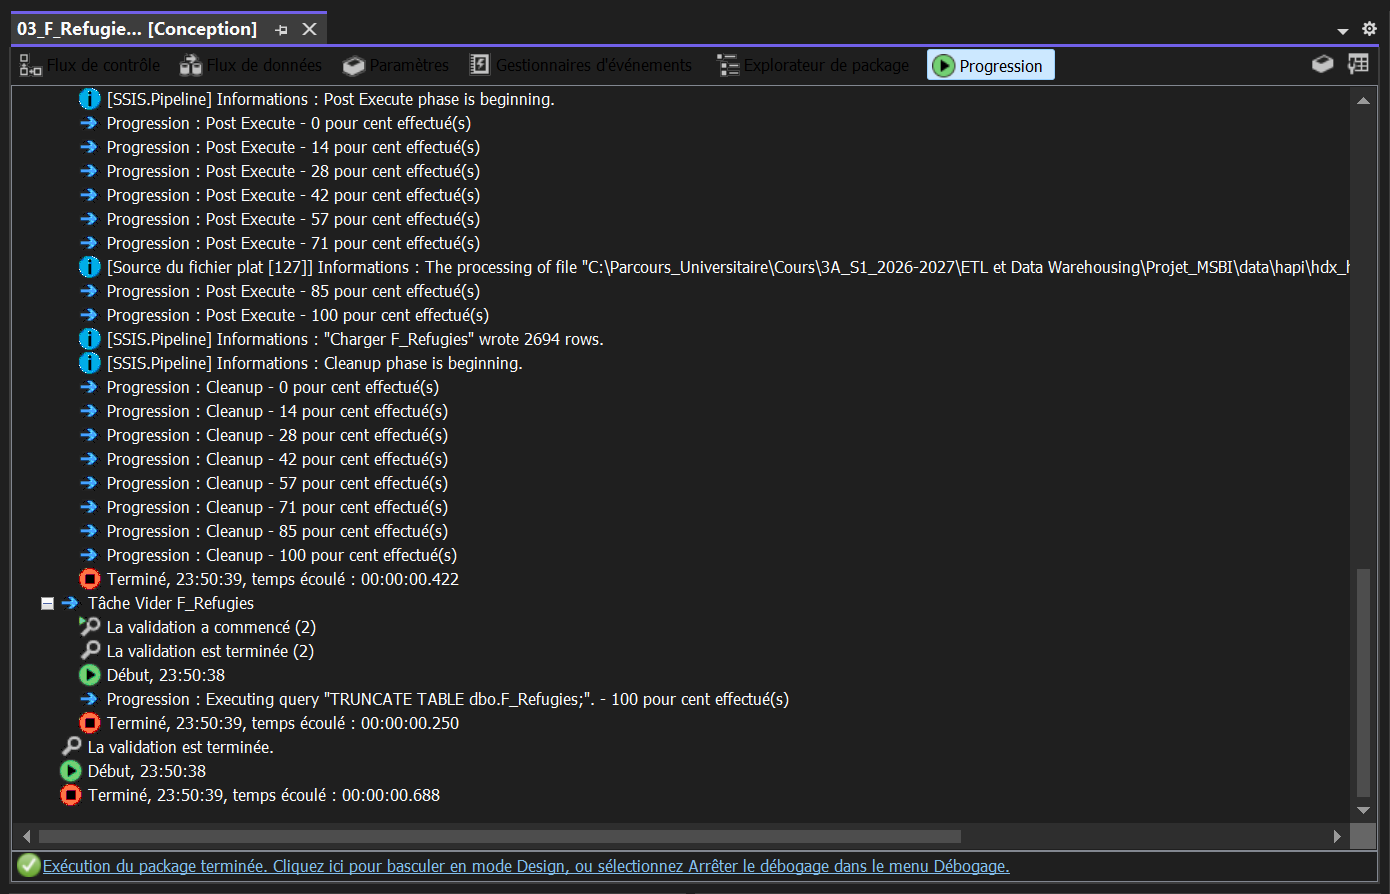 03_F_Refugie... [Conception]
Flux de contrôle Flux de données Paramètres Gestionnaires d'événements Explorateur de package Progression
[SSIS.Pipeline] Informations : Post Execute phase is beginning.
Progression : Post Execute - 0 pour cent effectué(s)
Progression : Post Execute - 14 pour cent effectué(s)
Progression : Post Execute - 28 pour cent effectué(s)
Progression : Post Execute - 42 pour cent effectué(s)
Progression : Post Execute - 57 pour cent effectué(s)
Progression : Post Execute - 71 pour cent effectué(s)
[Source du fichier plat [127]] Informations : The processing of file "C:\Parcours_Universitaire\Cours\3A_S1_2026-2027\ETL et Data Warehousing\Projet_MSBI\data\hapi\hdx_h
Progression : Post Execute - 85 pour cent effectué(s)
Progression : Post Execute - 100 pour cent effectué(s)
[SSIS.Pipeline] Informations : "Charger F_Refugies" wrote 2694 rows.
[SSIS.Pipeline] Informations : Cleanup phase is beginning.
Progression : Cleanup - 0 pour cent effectué(s)
Progression : Cleanup - 14 pour cent effectué(s)
Progression : Cleanup - 28 pour cent effectué(s)
Progression : Cleanup - 42 pour cent effectué(s)
Progression : Cleanup - 57 pour cent effectué(s)
Progression : Cleanup - 71 pour cent effectué(s)
Progression : Cleanup - 85 pour cent effectué(s)
Progression : Cleanup - 100 pour cent effectué(s)
Terminé, 23:50:39, temps écoulé : 00:00:00.422
Tâche Vider F_Refugies
La validation a commencé (2)
La validation est terminée (2)
Début, 23:50:38
Progression : Executing query "TRUNCATE TABLE dbo.F_Refugies;". - 100 pour cent effectué(s)
Terminé, 23:50:39, temps écoulé : 00:00:00.250
La validation est terminée.
Début, 23:50:38
Terminé, 23:50:39, temps écoulé : 00:00:00.688
Exécution du package terminée. Cliquez ici pour basculer en mode Design, ou sélectionnez Arrêter le débogage dans le menu Débogage.